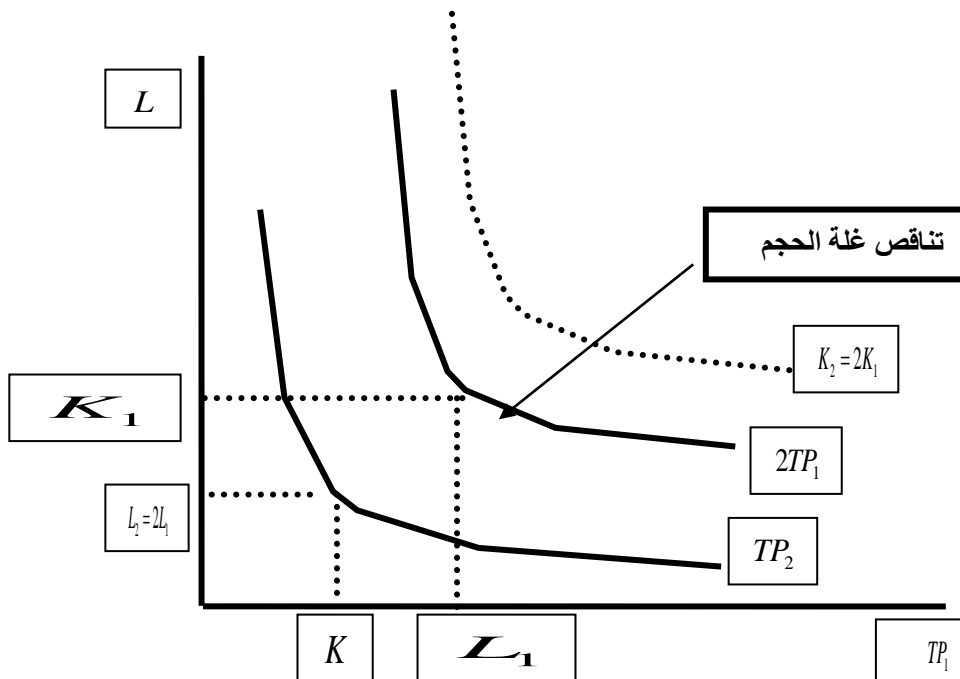 L
تناقص غلة الحجم
K₂ = 2K₁
K₁
2TP₁
L₂ = 2L₁
TP₂
K
L₁
TP₁